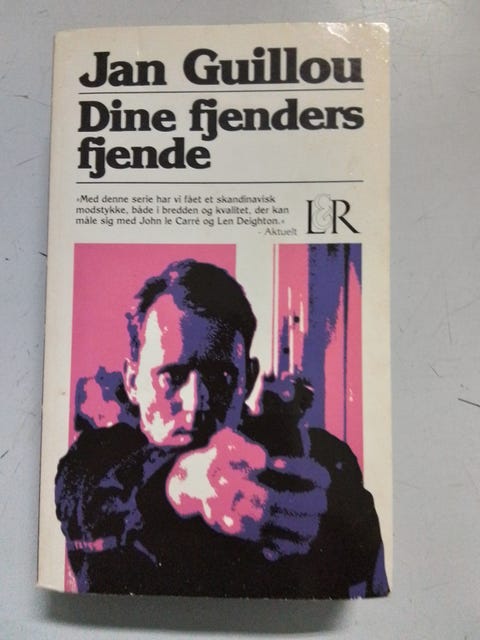 Jan Guillou
Dine fjenders
fjende
»Med denne serie har vi fået et skandinavisk
modstykke, både i bredden og kvalitet, der kan
måle sig med John le Carré og Len Deighton.«
- Aktuelt
L&R